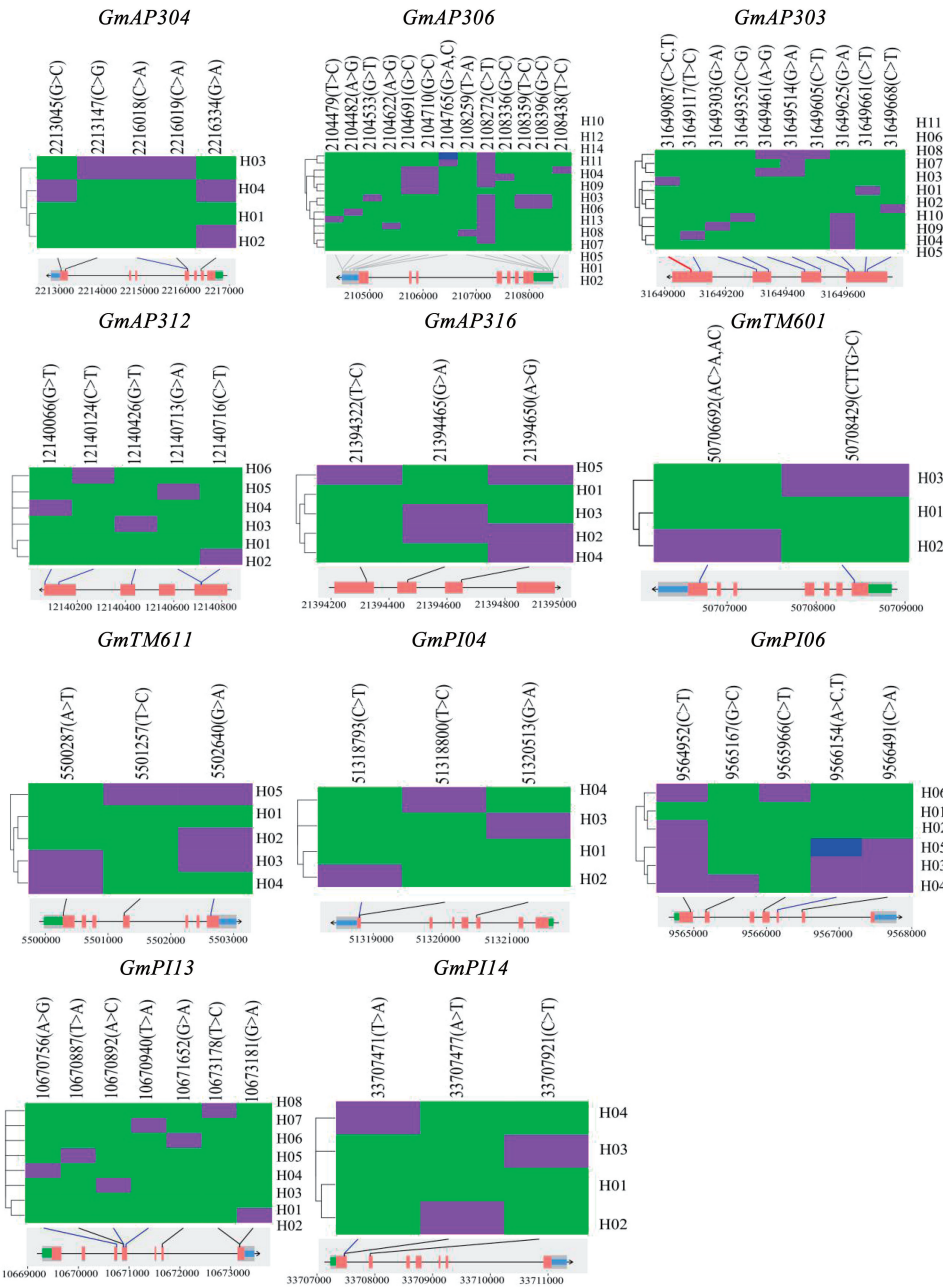 GmAP304
GmAP306
GmAP303
2213045(G>C)
2213147(C>G)
2216018(C>A)
2216019(C>A)
2216334(G>A)
H03
H04
H01
H02
2213000 2214000 2215000 2216000 2217000
2104479(T>C)
2104482(A>G)
2104533(G>T)
2104622(A>G)
2104691(G>C)
2104710(G>C)
2104765(G>A,C)
2108259(T>A)
2108272(C>T)
2108336(G>C)
2108359(T>C)
2108396(G>C)
2108438(T>C)
H10
H12
H14
H11
H04
H09
H03
H06
H13
H08
H07
H05
H01
H02
2105000 2106000 2107000 2108000
31649087(C>C,T)
31649117(T>C)
31649303(G>A)
31649352(C>G)
31649461(A>G)
31649514(G>A)
31649605(C>T)
31649625(G>A)
31649661(C>T)
31649668(C>T)
H11
H06
H08
H07
H03
H01
H02
H10
H09
H04
H05
31649000 31649200 31649400 31649600
GmAP312
GmAP316
GmTM601
12140066(G>T)
12140124(C>T)
12140426(G>T)
12140713(G>A)
12140716(C>T)
H06
H05
H04
H03
H01
H02
12140200 12140400 12140600 12140800
21394322(T>C)
21394465(G>A)
21394650(A>G)
H05
H01
H03
H02
H04
21394200 21394400 21394600 21394800 21395000
50706692(AC>A,AC)
50708429(CTTG>C)
H03
H01
H02
50707000 50708000 50709000
GmTM611
GmPI04
GmPI06
5500287(A>T)
5501257(T>C)
5502640(G>A)
H05
H01
H02
H03
H04
5500000 5501000 5502000 5503000
51318793(C>T)
51318800(T>C)
51320513(G>A)
H04
H03
H01
H02
51319000 51320000 51321000
9564952(C>T)
9565167(G>C)
9565966(C>T)
9566154(A>C,T)
9566491(C>A)
H06
H01
H02
H05
H03
H04
9565000 9566000 9567000 9568000
GmPI13
GmPI14
10670756(A>G)
10670887(T>A)
10670892(A>C)
10670940(T>A)
10671652(G>A)
10673178(T>C)
10673181(G>A)
H08
H07
H06
H05
H04
H03
H01
H02
10669000 10670000 10671000 10672000 10673000
33707471(T>A)
33707477(A>T)
33707921(C>T)
H04
H03
H01
H02
33707000 33708000 33709000 33710000 33711000